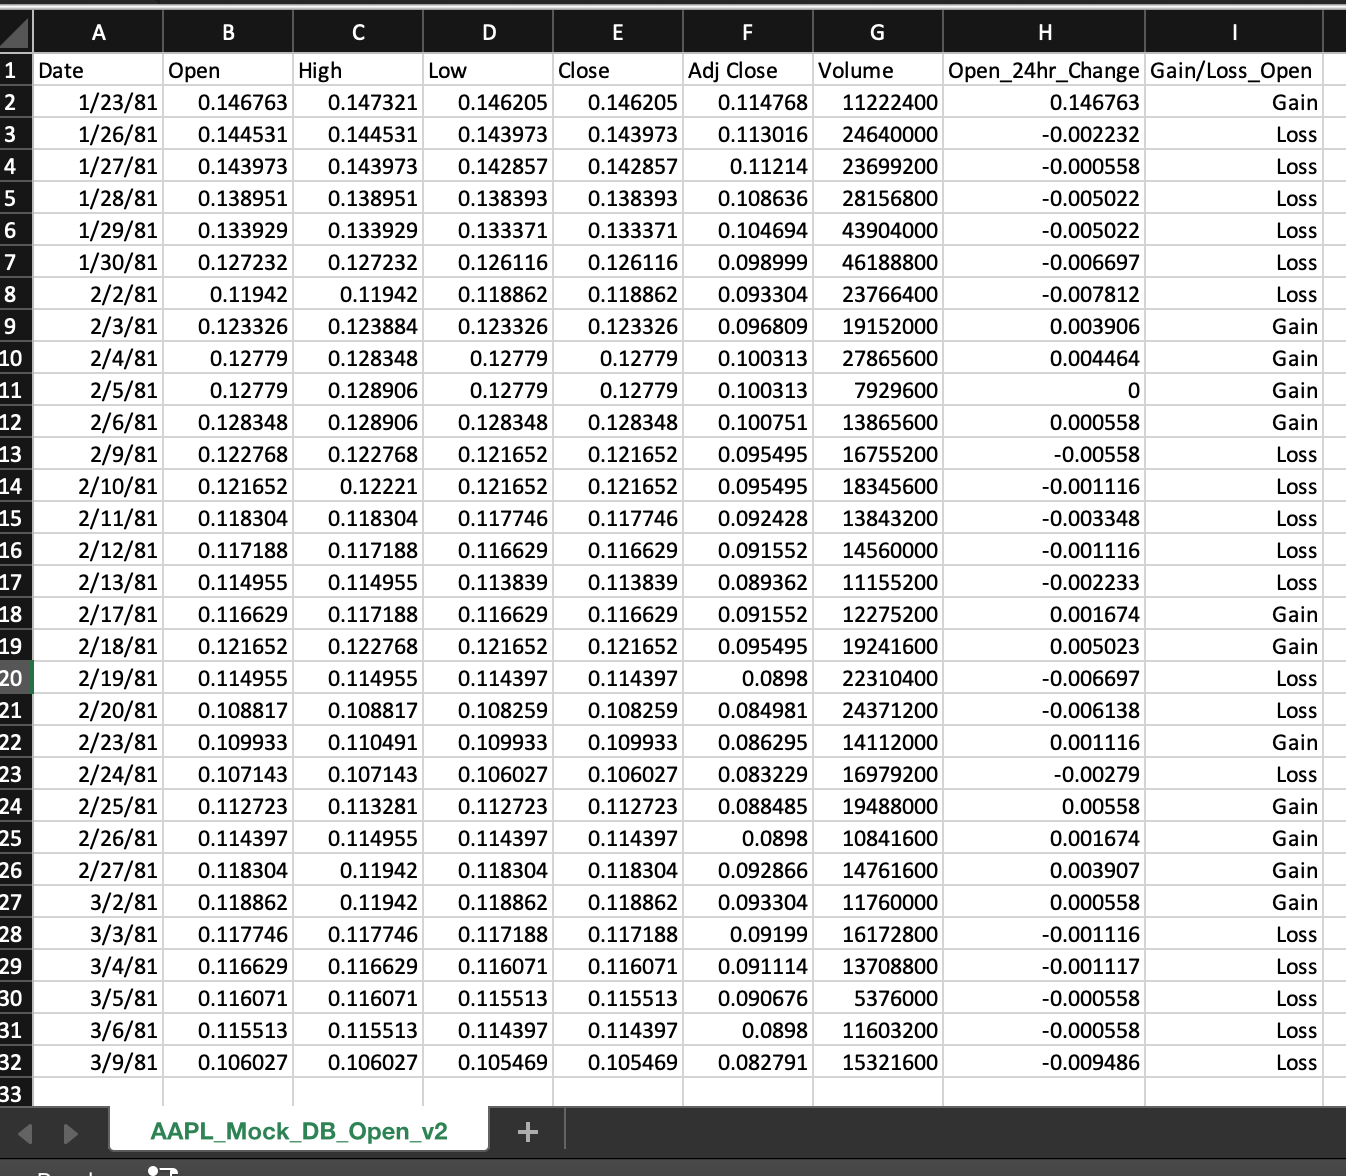 A B C D E F G H I
1 Date Open High Low Close Adj Close Volume Open_24hr_Change Gain/Loss_Open
2 1/23/81 0.146763 0.147321 0.146205 0.146205 0.114768 11222400 0.146763 Gain
3 1/26/81 0.144531 0.144531 0.143973 0.143973 0.113016 24640000 -0.002232 Loss
4 1/27/81 0.143973 0.143973 0.142857 0.142857 0.11214 23699200 -0.000558 Loss
5 1/28/81 0.138951 0.138951 0.138393 0.138393 0.108636 28156800 -0.005022 Loss
6 1/29/81 0.133929 0.133929 0.133371 0.133371 0.104694 43904000 -0.005022 Loss
7 1/30/81 0.127232 0.127232 0.126116 0.126116 0.098999 46188800 -0.006697 Loss
8 2/2/81 0.11942 0.11942 0.118862 0.118862 0.093304 23766400 -0.007812 Loss
9 2/3/81 0.123326 0.123884 0.123326 0.123326 0.096809 19152000 0.003906 Gain
10 2/4/81 0.12779 0.128348 0.12779 0.12779 0.100313 27865600 0.004464 Gain
11 2/5/81 0.12779 0.128906 0.12779 0.12779 0.100313 7929600 0 Gain
12 2/6/81 0.128348 0.128906 0.128348 0.128348 0.100751 13865600 0.000558 Gain
13 2/9/81 0.122768 0.122768 0.121652 0.121652 0.095495 16755200 -0.00558 Loss
14 2/10/81 0.121652 0.12221 0.121652 0.121652 0.095495 18345600 -0.001116 Loss
15 2/11/81 0.118304 0.118304 0.117746 0.117746 0.092428 13843200 -0.003348 Loss
16 2/12/81 0.117188 0.117188 0.116629 0.116629 0.091552 14560000 -0.001116 Loss
17 2/13/81 0.114955 0.114955 0.113839 0.113839 0.089362 11155200 -0.002233 Loss
18 2/17/81 0.116629 0.117188 0.116629 0.116629 0.091552 12275200 0.001674 Gain
19 2/18/81 0.121652 0.122768 0.121652 0.121652 0.095495 19241600 0.005023 Gain
20 2/19/81 0.114955 0.114955 0.114397 0.114397 0.0898 22310400 -0.006697 Loss
21 2/20/81 0.108817 0.108817 0.108259 0.108259 0.084981 24371200 -0.006138 Loss
22 2/23/81 0.109933 0.110491 0.109933 0.109933 0.086295 14112000 0.001116 Gain
23 2/24/81 0.107143 0.107143 0.106027 0.106027 0.083229 16979200 -0.00279 Loss
24 2/25/81 0.112723 0.113281 0.112723 0.112723 0.088485 19488000 0.00558 Gain
25 2/26/81 0.114397 0.114955 0.114397 0.114397 0.0898 10841600 0.001674 Gain
26 2/27/81 0.118304 0.11942 0.118304 0.118304 0.092866 14761600 0.003907 Gain
27 3/2/81 0.118862 0.11942 0.118862 0.118862 0.093304 11760000 0.000558 Gain
28 3/3/81 0.117746 0.117746 0.117188 0.117188 0.09199 16172800 -0.001116 Loss
29 3/4/81 0.116629 0.116629 0.116071 0.116071 0.091114 13708800 -0.001117 Loss
30 3/5/81 0.116071 0.116071 0.115513 0.115513 0.090676 5376000 -0.000558 Loss
31 3/6/81 0.115513 0.115513 0.114397 0.114397 0.0898 11603200 -0.000558 Loss
32 3/9/81 0.106027 0.106027 0.105469 0.105469 0.082791 15321600 -0.009486 Loss
33
AAPL_Mock_DB_Open_v2 +